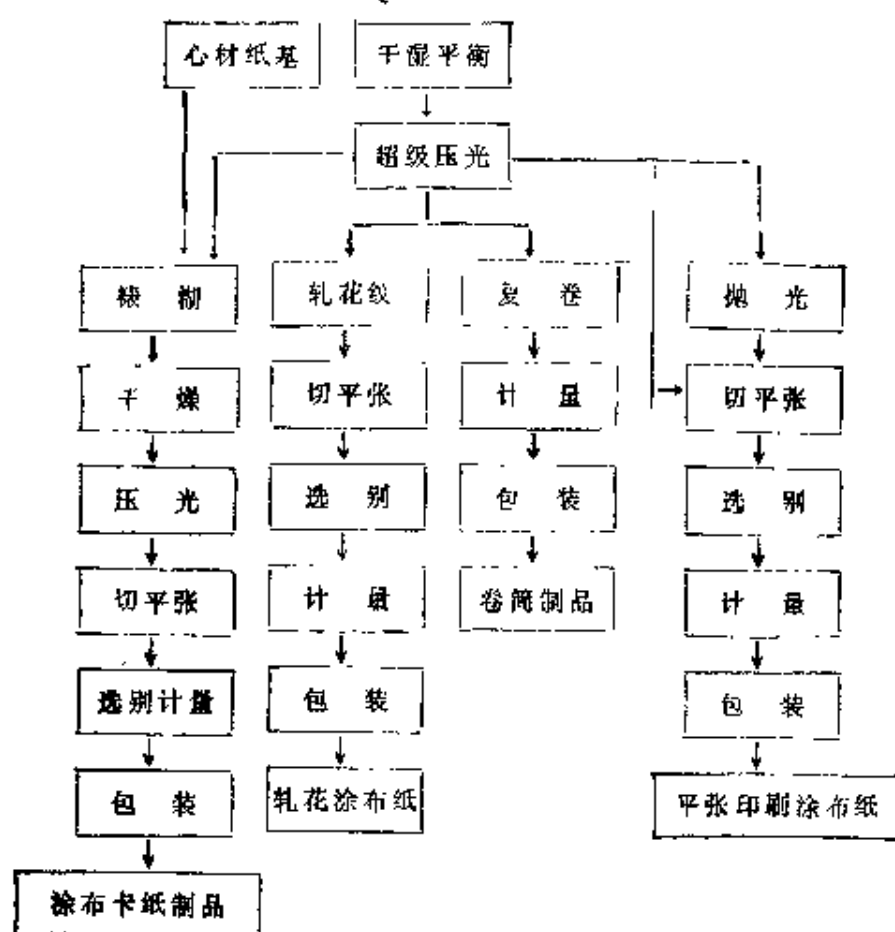 心材纸基 干湿平衡
超级压光
裱糊 轧花纹 复卷 抛光
干燥 切平张 计量 切平张
压光 选别 包装 选别
切平张 计量 卷筒制品 计量
选别计量 包装 包装
包装 轧花涂布纸 平张印刷涂布纸
涂布卡纸制品